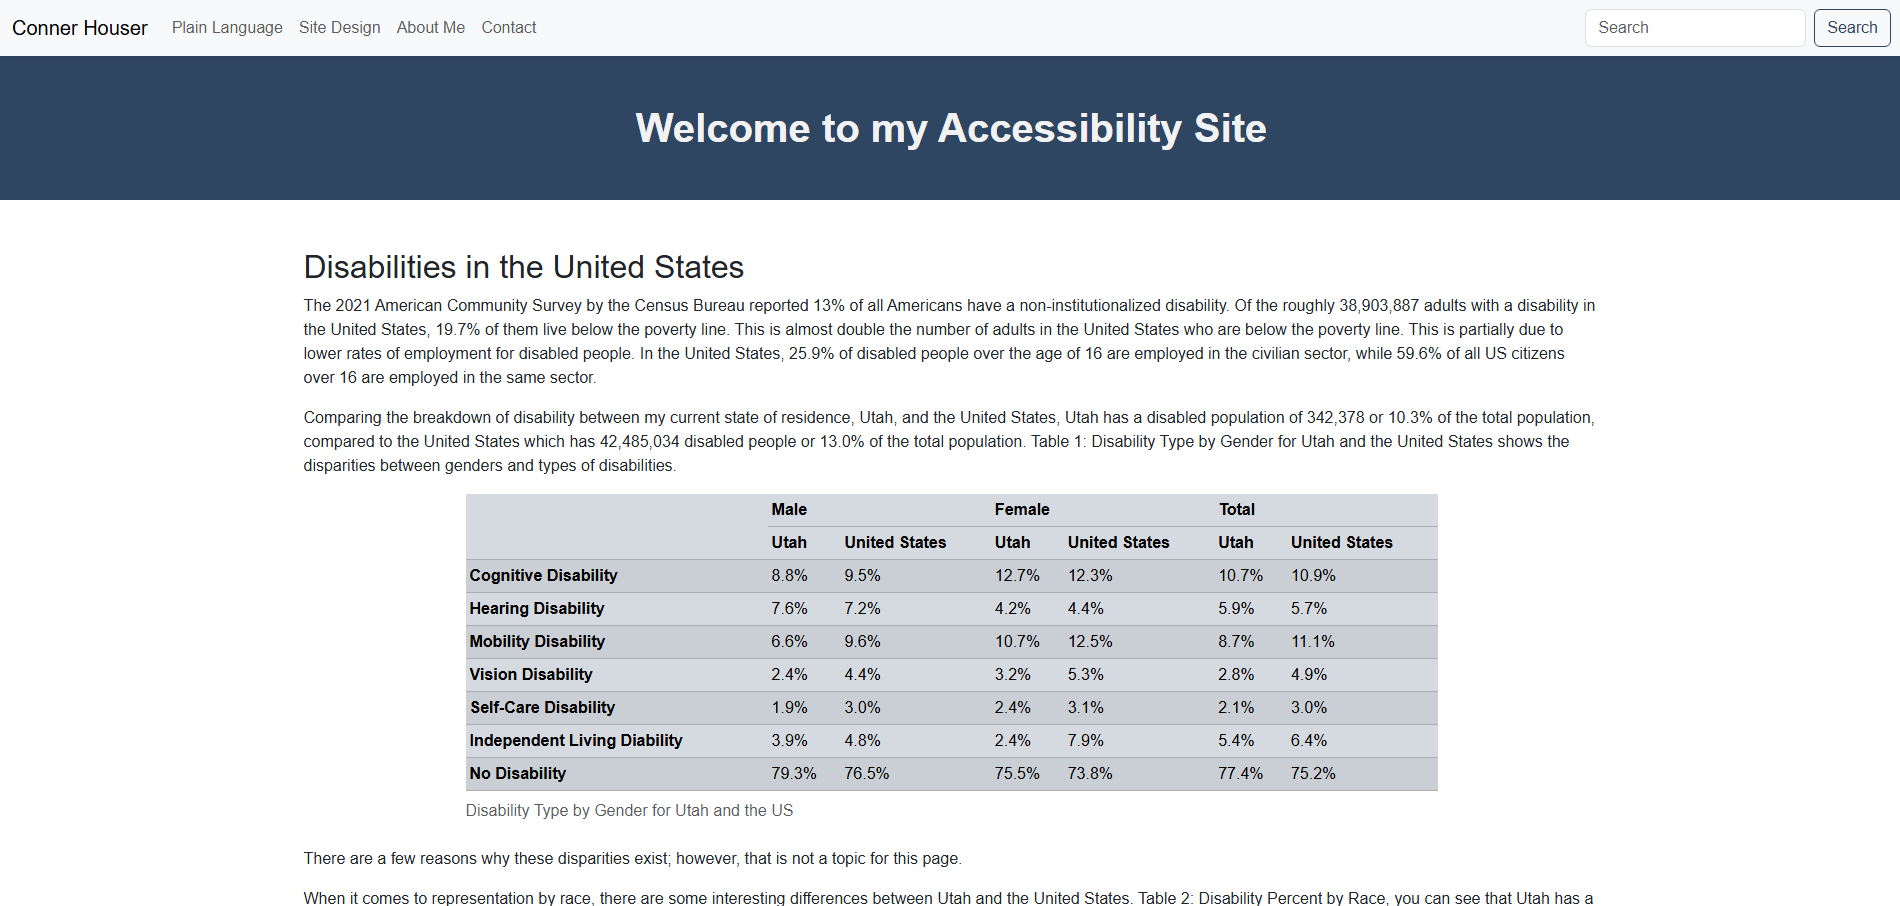 Conner Houser Plain Language Site Design About Me Contact Search Search
Welcome to my Accessibility Site
Disabilities in the United States
The 2021 American Community Survey by the Census Bureau reported 13% of all Americans have a non-institutionalized disability. Of the roughly 38,903,887 adults with a disability in
the United States, 19.7% of them live below the poverty line. This is almost double the number of adults in the United States who are below the poverty line. This is partially due to
lower rates of employment for disabled people. In the United States, 25.9% of disabled people over the age of 16 are employed in the civilian sector, while 59.6% of all US citizens
over 16 are employed in the same sector.
Comparing the breakdown of disability between my current state of residence, Utah, and the United States, Utah has a disabled population of 342,378 or 10.3% of the total population,
compared to the United States which has 42,485,034 disabled people or 13.0% of the total population. Table 1: Disability Type by Gender for Utah and the United States shows the
disparities between genders and types of disabilities.
Male Female Total
Utah United States Utah United States Utah United States
Cognitive Disability 8.8% 9.5% 12.7% 12.3% 10.7% 10.9%
Hearing Disability 7.6% 7.2% 4.2% 4.4% 5.9% 5.7%
Mobility Disability 6.6% 9.6% 10.7% 12.5% 8.7% 11.1%
Vision Disability 2.4% 4.4% 3.2% 5.3% 2.8% 4.9%
Self-Care Disability 1.9% 3.0% 2.4% 3.1% 2.1% 3.0%
Independent Living Diability 3.9% 4.8% 2.4% 7.9% 5.4% 6.4%
No Disability 79.3% 76.5% 75.5% 73.8% 77.4% 75.2%
Disability Type by Gender for Utah and the US
There are a few reasons why these disparities exist; however, that is not a topic for this page.
When it comes to representation by race, there are some interesting differences between Utah and the United States. Table 2: Disability Percent by Race, you can see that Utah has a